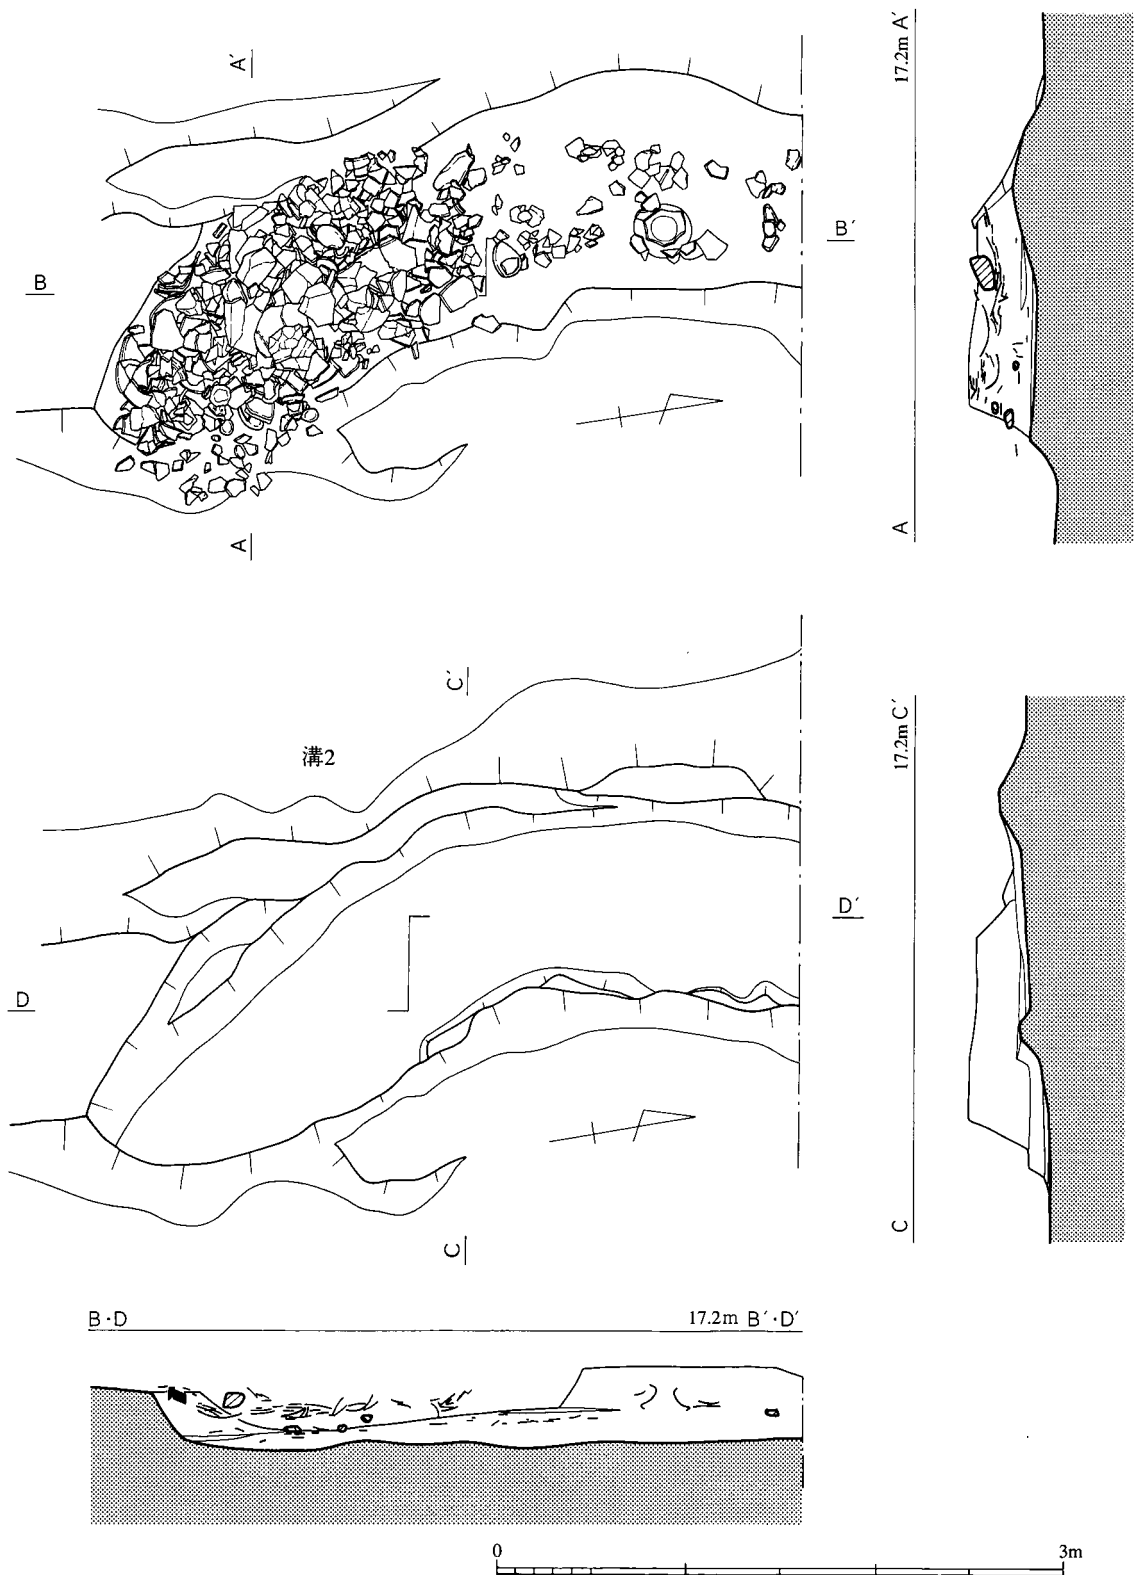 A′
B
B′
A
17.2m A′
A
C′
溝2
D
D′
C
17.2m C′
C
B・D 17.2m B′・D′
0 3m